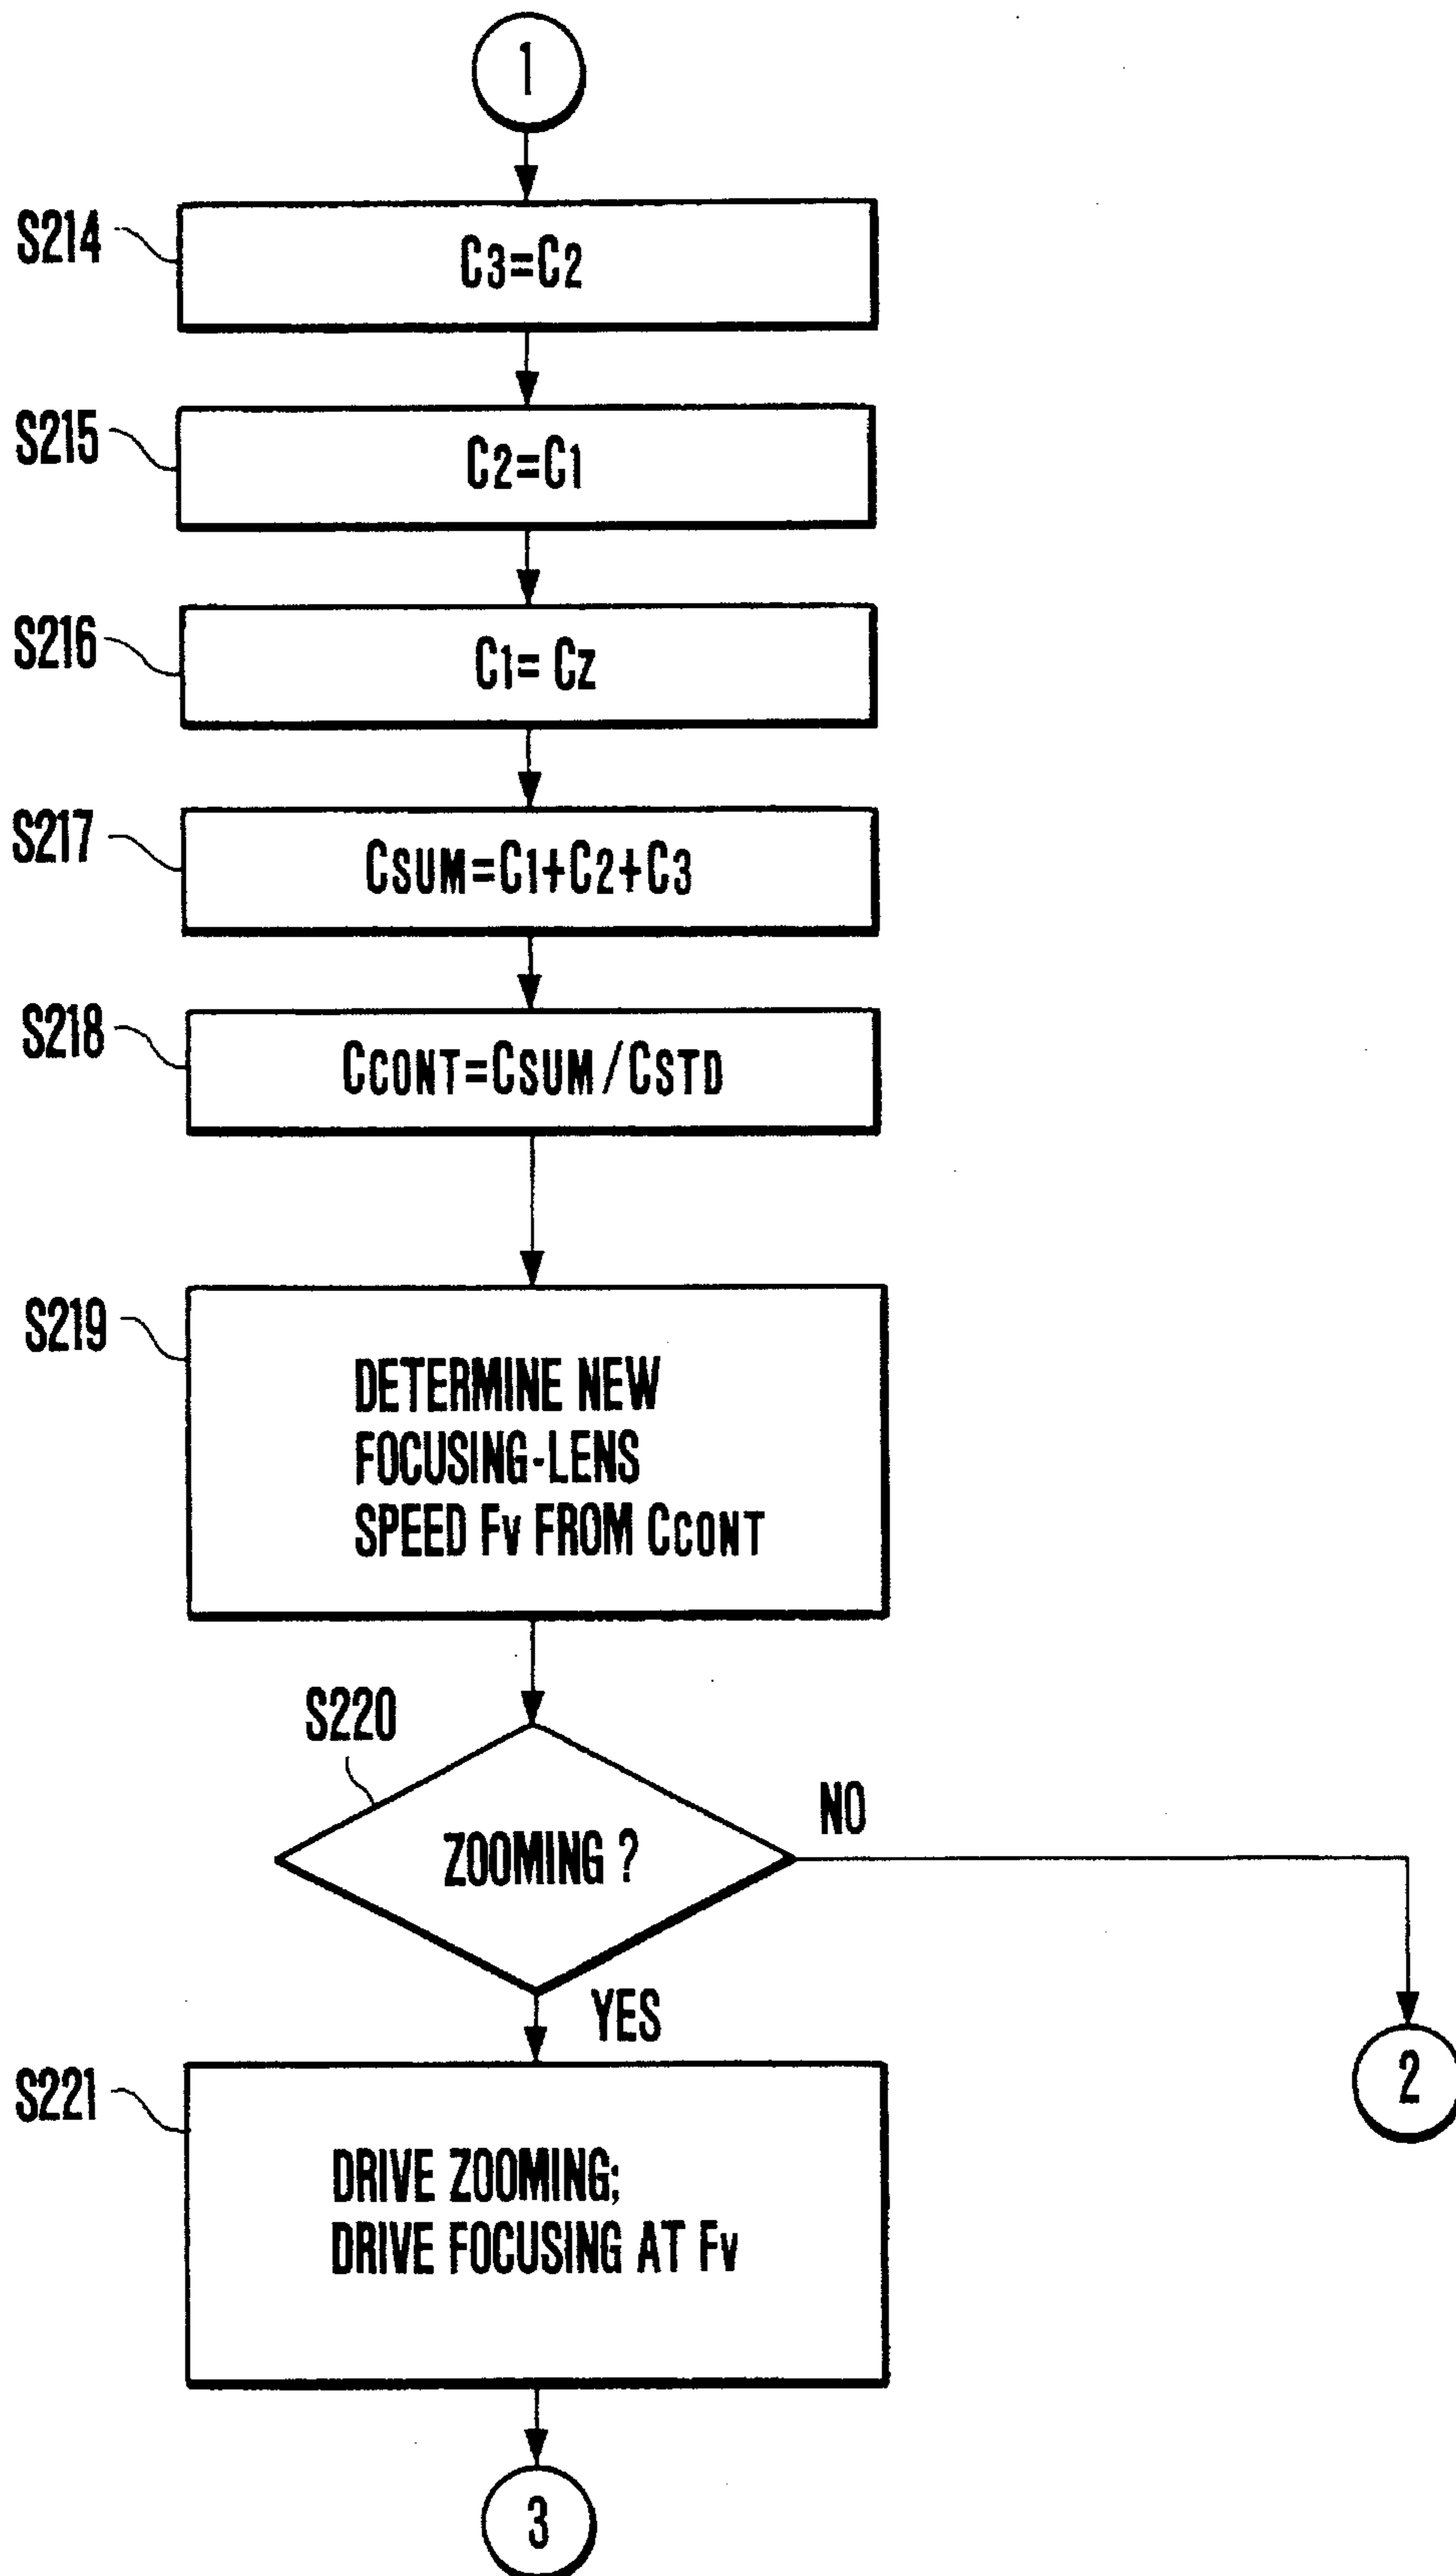 1
S214
C3=C2
S215
C2=C1
S216
C1= CZ
S217
CSUM=C1+C2+C3
S218
CCONT=CSUM/CSTD
S219
DETERMINE NEW
FOCUSING-LENS
SPEED FV FROM CCONT
S220
ZOOMING ?
NO
YES
2
S221
DRIVE ZOOMING;
DRIVE FOCUSING AT FV
3